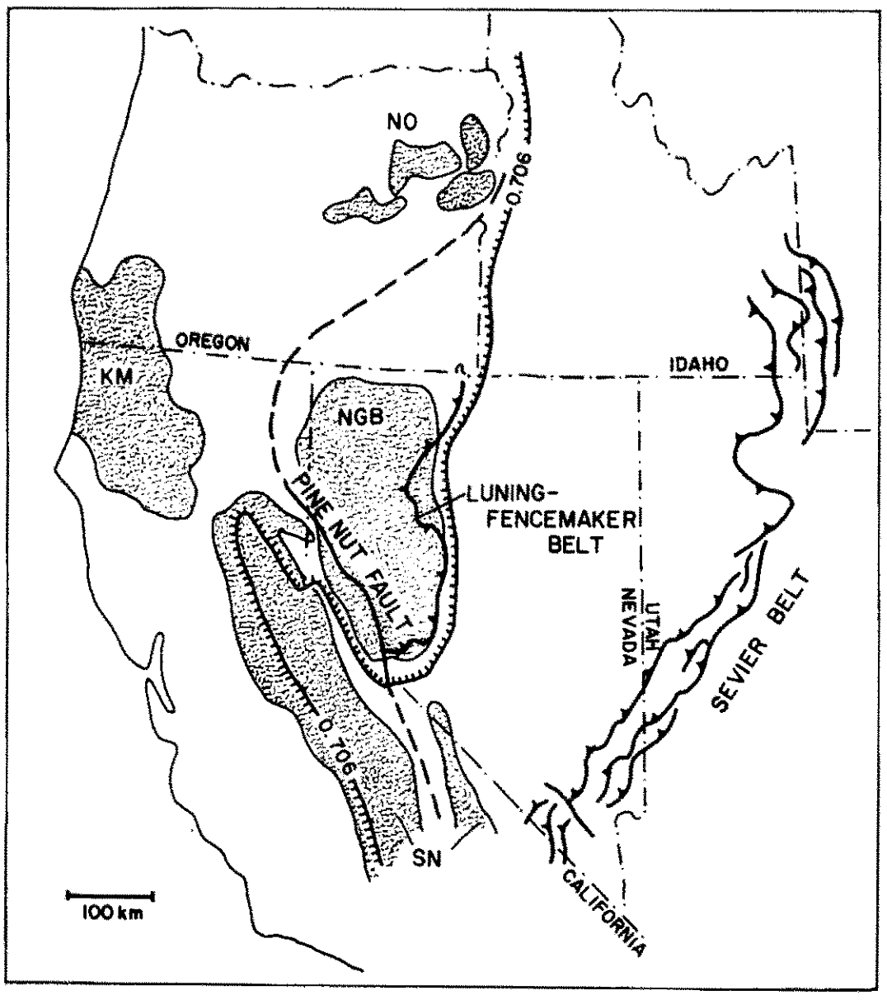 NO
0.706
OREGON
IDAHO
KM
NGB
PINE NUT FAULT
LUNING-
FENCEMAKER
BELT
UTAH
NEVADA
SEVIER BELT
0.706
SN
CALIFORNIA
100 km